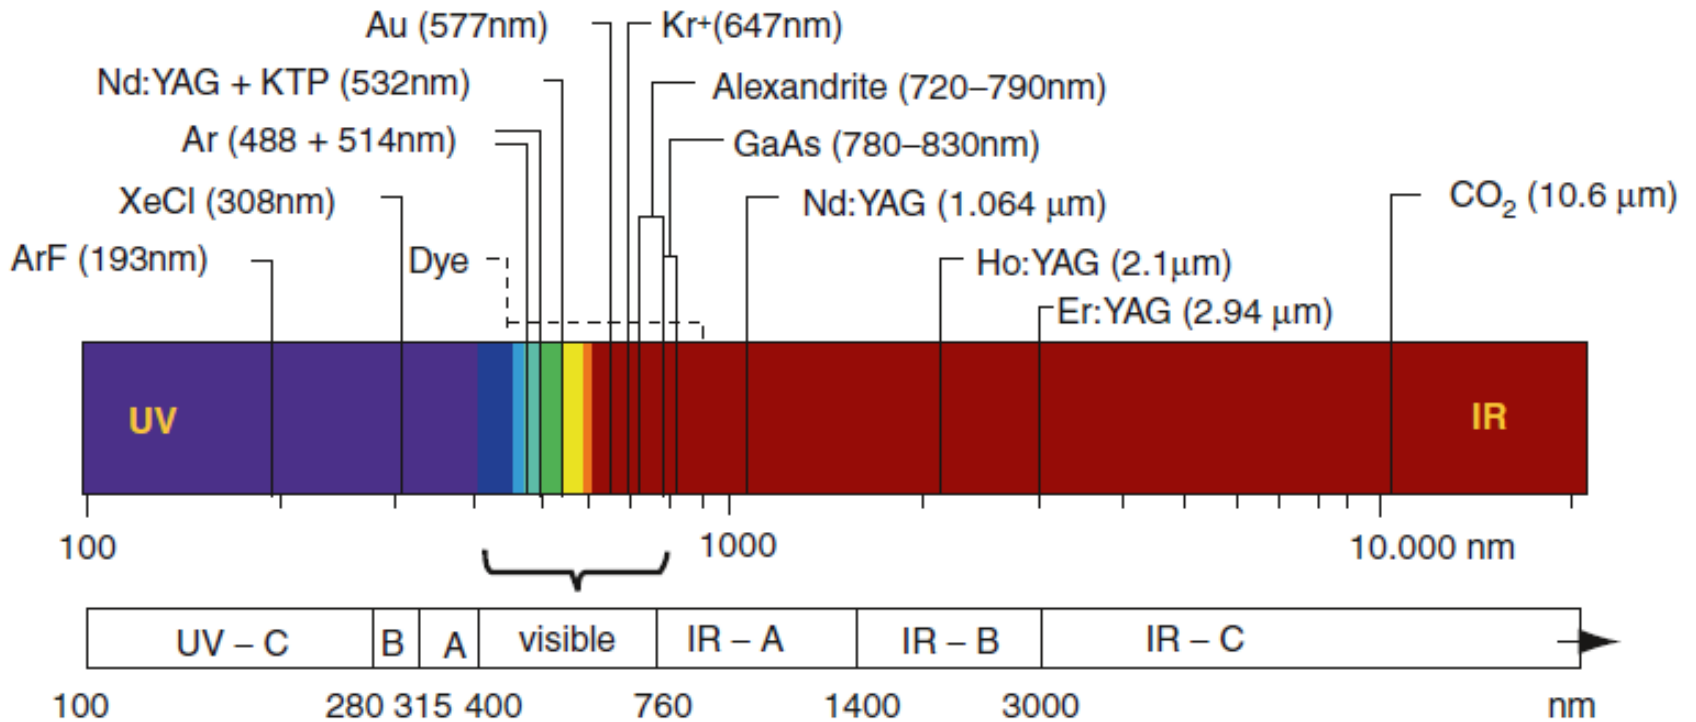 Au (577nm)
Kr+(647nm)
Nd:YAG + KTP (532nm)
Alexandrite (720–790nm)
Ar (488 + 514nm)
GaAs (780–830nm)
XeCl (308nm)
Nd:YAG (1.064 μm)
CO2 (10.6 μm)
ArF (193nm)
Dye
Ho:YAG (2.1μm)
Er:YAG (2.94 μm)
UV
IR
100
1000
10.000 nm
UV – C
B
A
visible
IR – A
IR – B
IR – C
100
280
315
400
760
1400
3000
nm